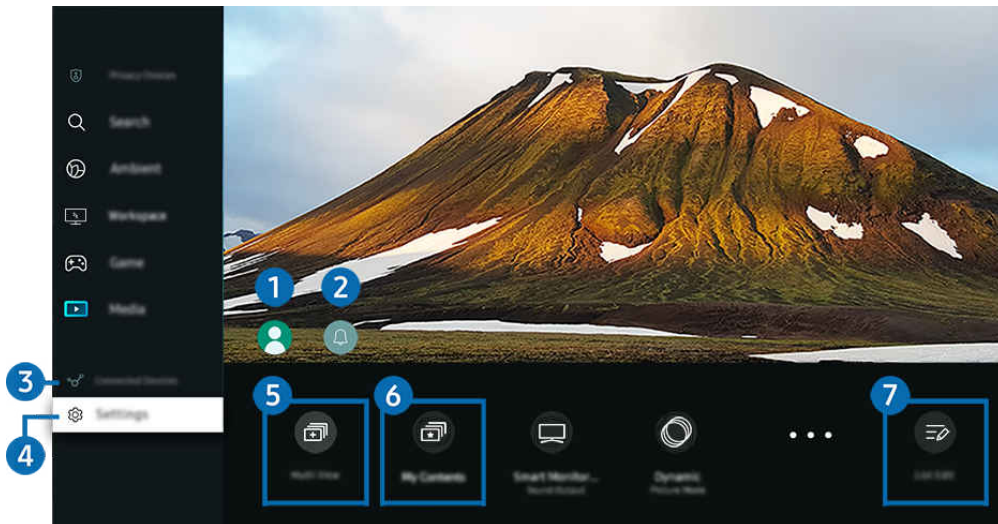 Privacy Choices
Search
Ambient
Workspace
Game
Media
1
2
3
Connected Devices
4
Settings
5
6
7
Multi View
My Contents
Smart Monitor...
Sound Output
Dynamic
Picture Mode
• • •
List Edit